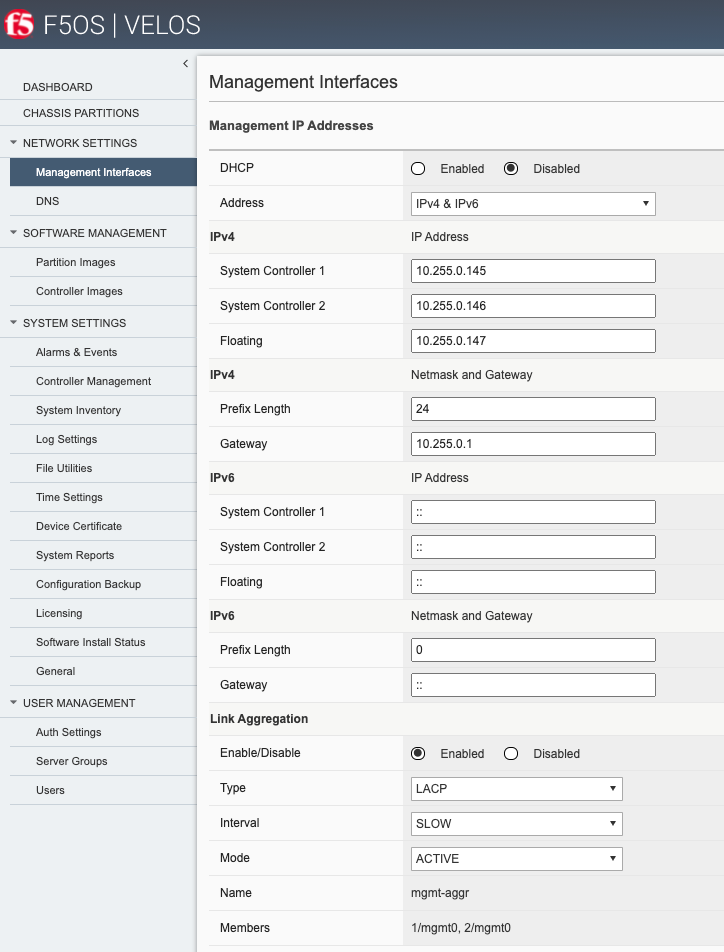 f5 F5OS | VELOS
DASHBOARD
CHASSIS PARTITIONS
NETWORK SETTINGS
Management Interfaces
DNS
SOFTWARE MANAGEMENT
Partition Images
Controller Images
SYSTEM SETTINGS
Alarms & Events
Controller Management
System Inventory
Log Settings
File Utilities
Time Settings
Device Certificate
System Reports
Configuration Backup
Licensing
Software Install Status
General
USER MANAGEMENT
Auth Settings
Server Groups
Users
Management Interfaces
Management IP Addresses
DHCP Enabled Disabled
Address IPv4 & IPv6
IPv4 IP Address
System Controller 1 10.255.0.145
System Controller 2 10.255.0.146
Floating 10.255.0.147
IPv4 Netmask and Gateway
Prefix Length 24
Gateway 10.255.0.1
IPv6 IP Address
System Controller 1 ::
System Controller 2 ::
Floating ::
IPv6 Netmask and Gateway
Prefix Length 0
Gateway ::
Link Aggregation
Enable/Disable Enabled Disabled
Type LACP
Interval SLOW
Mode ACTIVE
Name mgmt-aggr
Members 1/mgmt0, 2/mgmt0